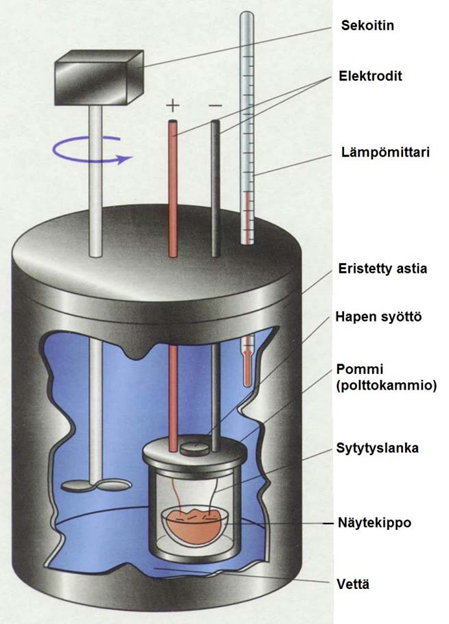 Sekoitin
Elektrodit
+ −
Lämpömittari
Eristetty astia
Hapen syöttö
Pommi
(polttokammio)
Sytytyslanka
Näytekippo
Vettä